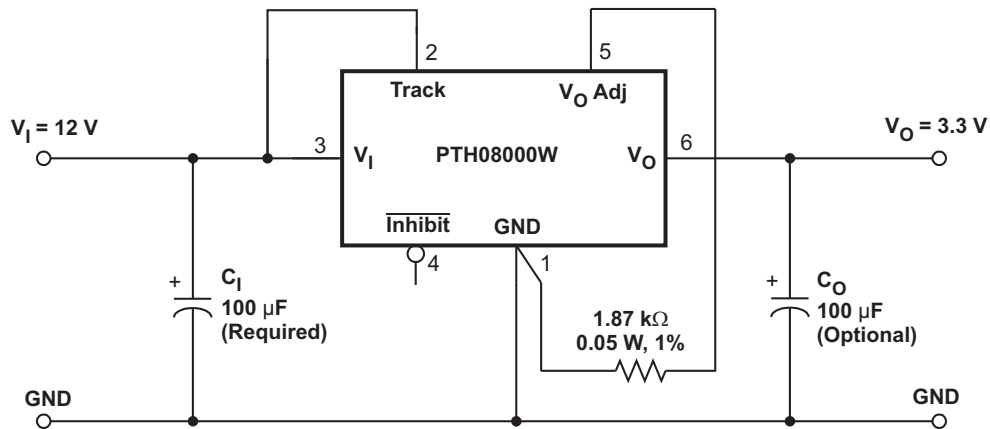 2
5
Track
VO Adj
VI = 12 V
VO = 3.3 V
3
VI
PTH08000W
VO
6
Inhibit
GND
4
1
+
CI
100 μF
(Required)
1.87 kΩ
0.05 W, 1%
+
CO
100 μF
(Optional)
GND
GND